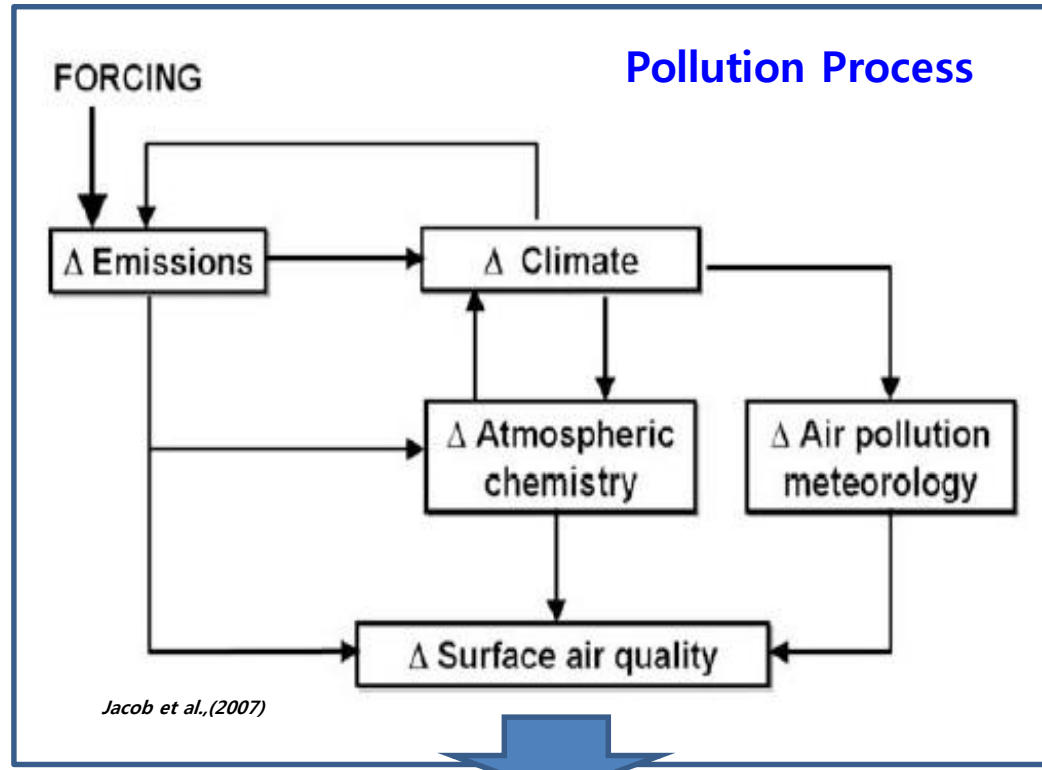 Pollution Process
FORCING
Δ Emissions
Δ Climate
Δ Atmospheric
chemistry
Δ Air pollution
meteorology
Δ Surface air quality
Jacob et al.,(2007)